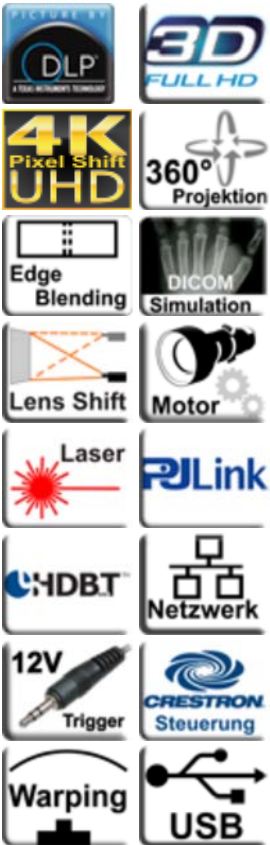 PICTURE BY
DLP®
A TEXAS INSTRUMENTS TECHNOLOGY
3D
FULL HD
4K
Pixel Shift
UHD
360°
Projektion
Edge
Blending
DICOM
Simulation
Lens Shift
Motor
Laser
PJLink
HDBT™
Netzwerk
12V
Trigger
CRESTRON
Steuerung
Warping
USB